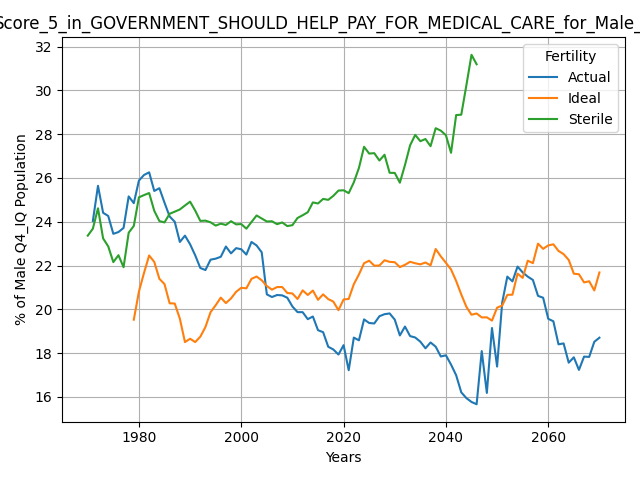 Score_5_in_GOVERNMENT_SHOULD_HELP_PAY_FOR_MEDICAL_CARE_for_Male_
Fertility
Actual
Ideal
Sterile
% of Male Q4_IQ Population
32
30
28
26
24
22
20
18
16
1980
2000
2020
2040
2060
Years